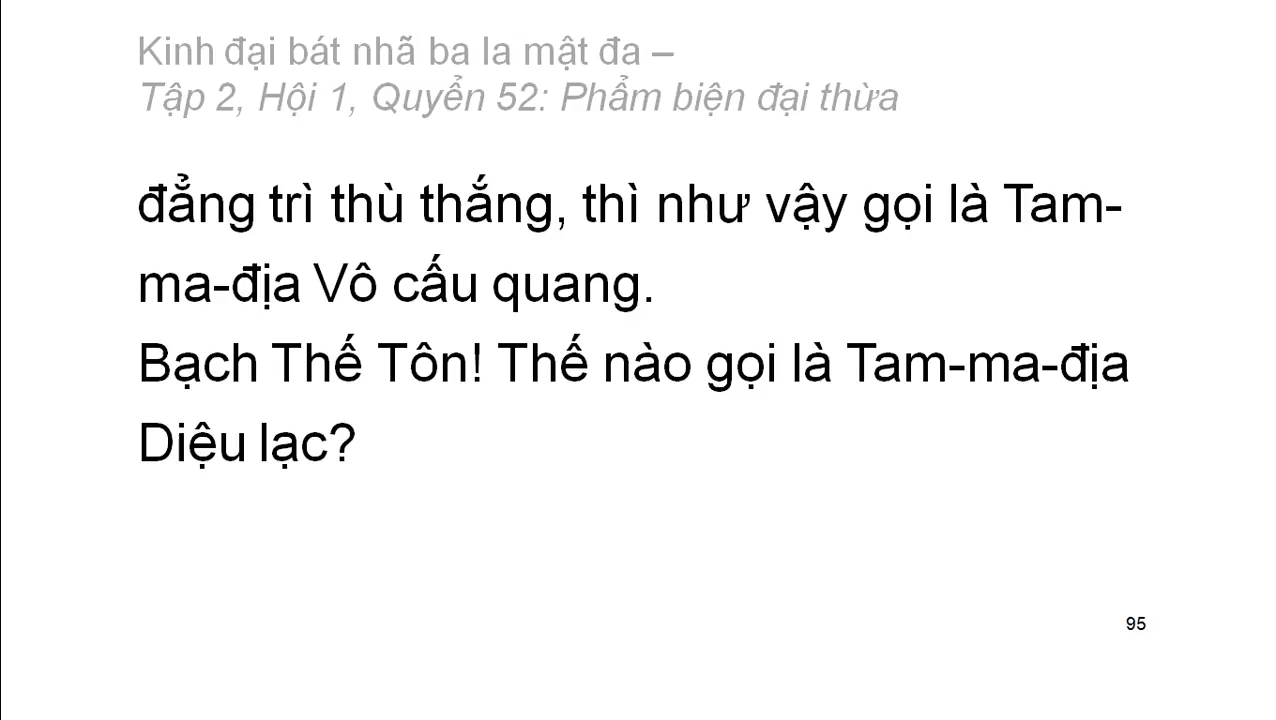 Kinh đại bát nhã ba la mật đa –
Tập 2, Hội 1, Quyển 52: Phẩm biện đại thừa
đẳng trì thù thắng, thì như vậy gọi là Tam-
ma-địa Vô cấu quang.
Bạch Thế Tôn! Thế nào gọi là Tam-ma-địa
Diệu lạc?
95